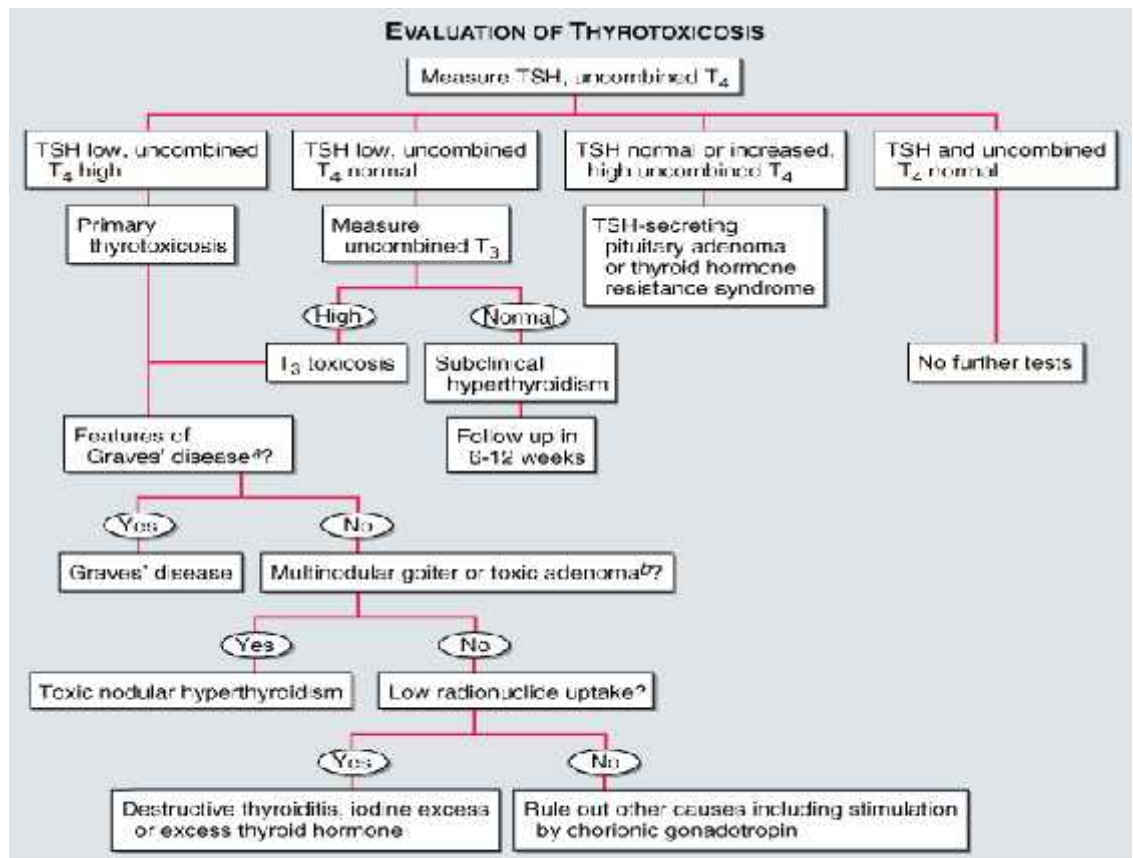 EVALUATION OF THYROTOXICOSIS
Measure TSH, uncombined T4
TSH low, uncombined
T4 high
TSH low, uncombined
T4 normal
TSH normal or increased,
high uncombined T4
TSH and uncombined
T4 normal
Primary
thyrotoxicosis
Measure
uncombined T3
TSH-secreting
pituitary adenoma
or thyroid hormone
resistance syndrome
High
Normal
T3 toxicosis
Subclinical
hyperthyroidism
No further tests
Features of
Graves' diseasea?
Follow up in
6-12 weeks
Yes
No
Graves' disease
Multinodular goiter or toxic adenomab?
Yes
No
Toxic nodular hyperthyroidism
Low radionuclide uptake?
Yes
No
Destructive thyroiditis, iodine excess
or excess thyroid hormone
Rule out other causes including stimulation
by chorionic gonadotropin